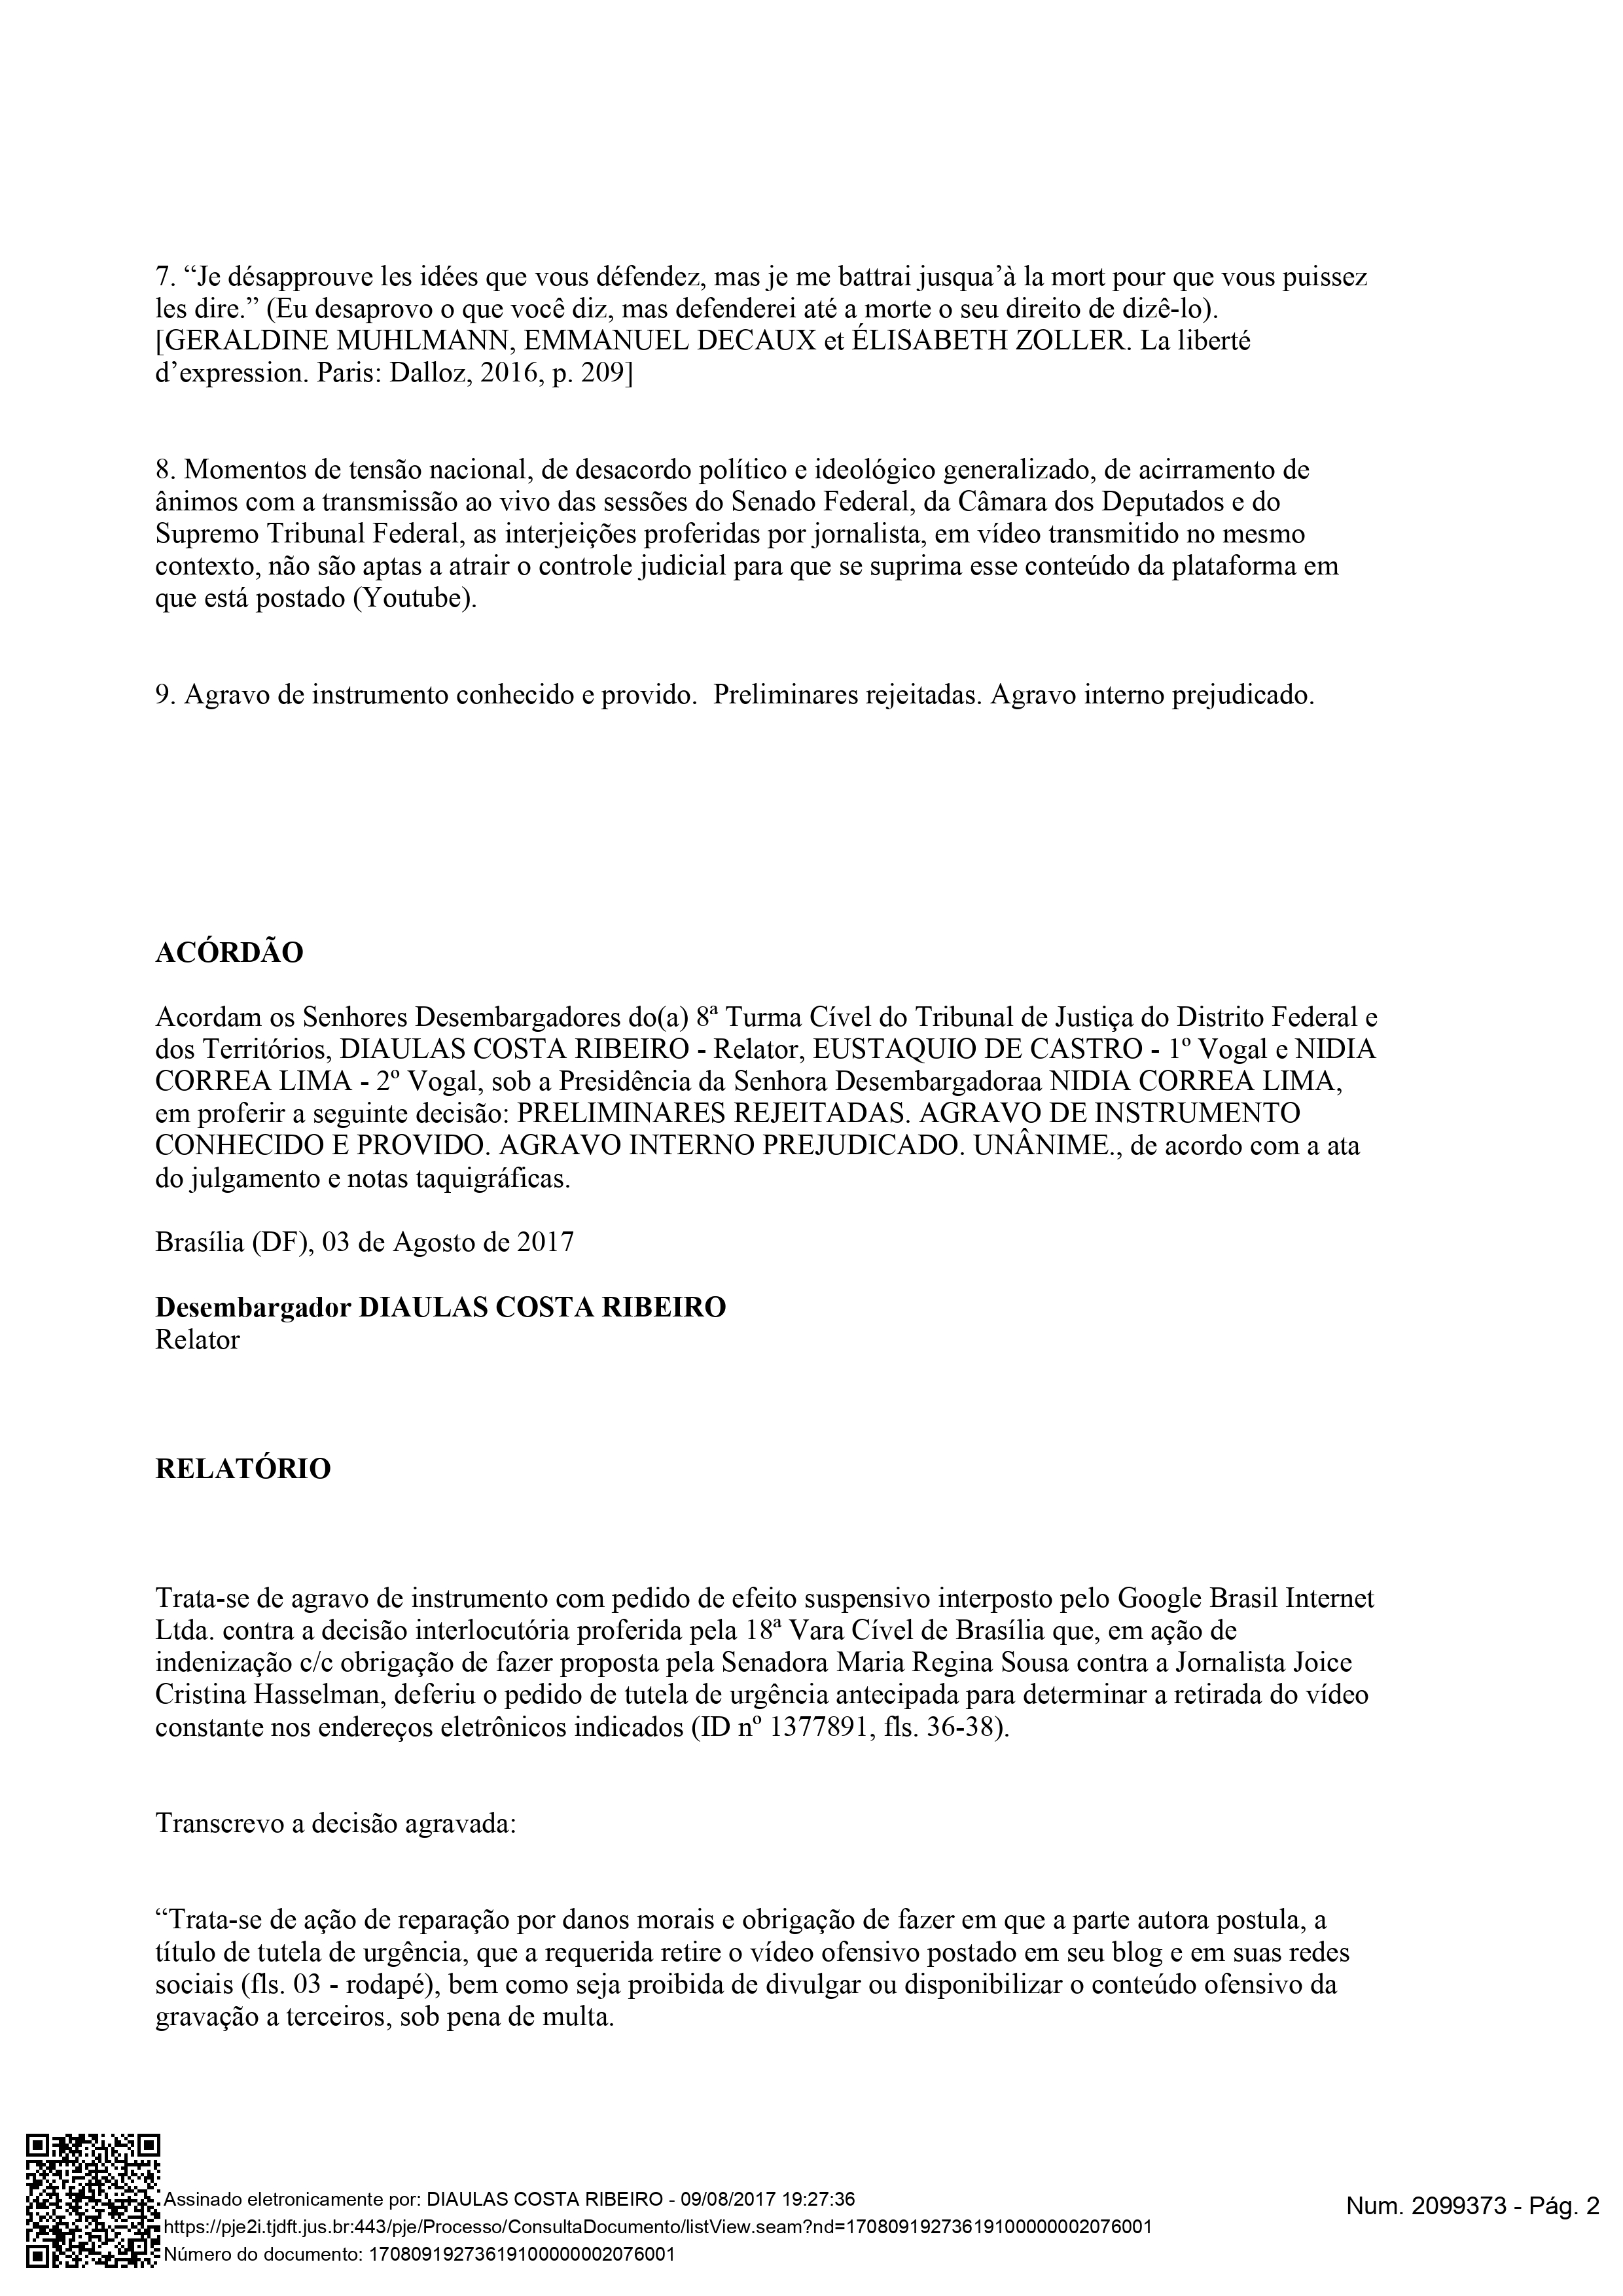 7. “Je désapprouve les idées que vous défendez, mas je me battrai jusqua’à la mort pour que vous puissez
les dire.” (Eu desaprovo o que você diz, mas defenderei até a morte o seu direito de dizê-lo).
[GERALDINE MUHLMANN, EMMANUEL DECAUX et ÉLISABETH ZOLLER. La liberté
d’expression. Paris: Dalloz, 2016, p. 209]
8. Momentos de tensão nacional, de desacordo político e ideológico generalizado, de acirramento de
ânimos com a transmissão ao vivo das sessões do Senado Federal, da Câmara dos Deputados e do
Supremo Tribunal Federal, as interjeições proferidas por jornalista, em vídeo transmitido no mesmo
contexto, não são aptas a atrair o controle judicial para que se suprima esse conteúdo da plataforma em
que está postado (Youtube).
9. Agravo de instrumento conhecido e provido.  Preliminares rejeitadas. Agravo interno prejudicado.
ACÓRDÃO
Acordam os Senhores Desembargadores do(a) 8ª Turma Cível do Tribunal de Justiça do Distrito Federal e
dos Territórios, DIAULAS COSTA RIBEIRO - Relator, EUSTAQUIO DE CASTRO - 1º Vogal e NIDIA
CORREA LIMA - 2º Vogal, sob a Presidência da Senhora Desembargadoraa NIDIA CORREA LIMA,
em proferir a seguinte decisão: PRELIMINARES REJEITADAS. AGRAVO DE INSTRUMENTO
CONHECIDO E PROVIDO. AGRAVO INTERNO PREJUDICADO. UNÂNIME., de acordo com a ata
do julgamento e notas taquigráficas.
Brasília (DF), 03 de Agosto de 2017
Desembargador DIAULAS COSTA RIBEIRO
Relator
RELATÓRIO
Trata-se de agravo de instrumento com pedido de efeito suspensivo interposto pelo Google Brasil Internet
Ltda. contra a decisão interlocutória proferida pela 18ª Vara Cível de Brasília que, em ação de
indenização c/c obrigação de fazer proposta pela Senadora Maria Regina Sousa contra a Jornalista Joice
Cristina Hasselman, deferiu o pedido de tutela de urgência antecipada para determinar a retirada do vídeo
constante nos endereços eletrônicos indicados (ID nº 1377891, fls. 36-38).
Transcrevo a decisão agravada:
“Trata-se de ação de reparação por danos morais e obrigação de fazer em que a parte autora postula, a
título de tutela de urgência, que a requerida retire o vídeo ofensivo postado em seu blog e em suas redes
sociais (fls. 03 - rodapé), bem como seja proibida de divulgar ou disponibilizar o conteúdo ofensivo da
gravação a terceiros, sob pena de multa.
Assinado eletronicamente por: DIAULAS COSTA RIBEIRO - 09/08/2017 19:27:36
https://pje2i.tjdft.jus.br:443/pje/Processo/ConsultaDocumento/listView.seam?nd=17080919273619100000002076001
Número do documento: 17080919273619100000002076001
Num. 2099373 - Pág. 2